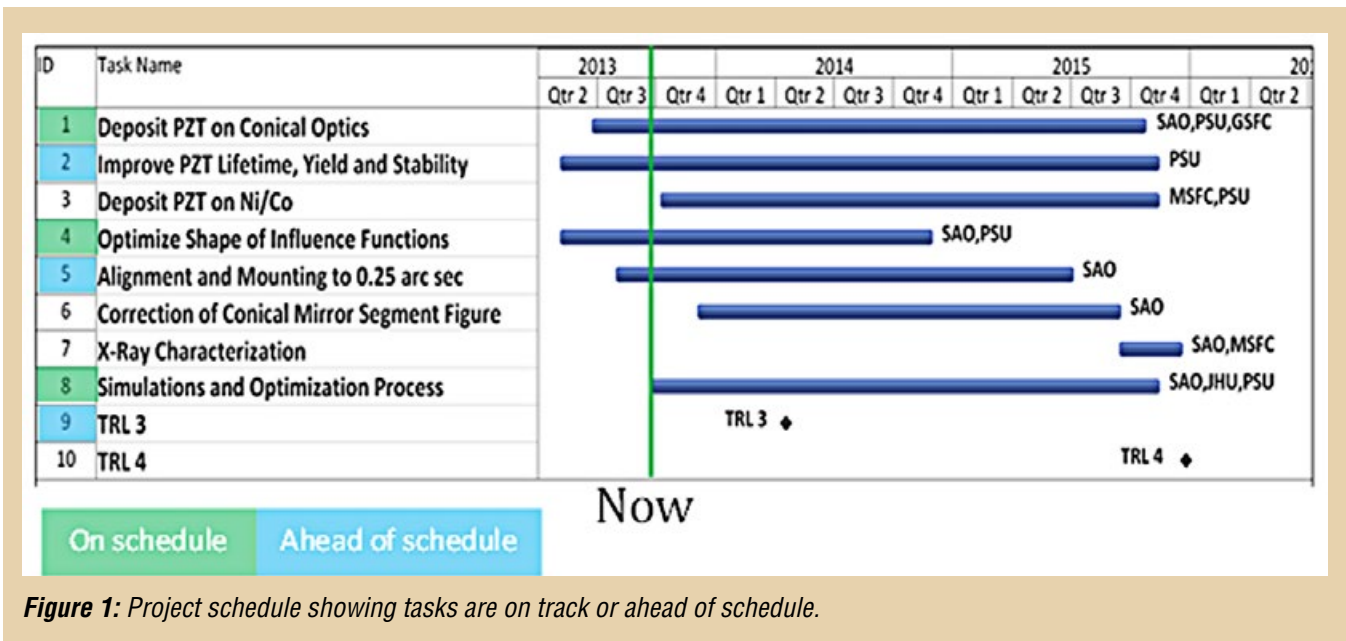 ID Task Name 2013 2014 2015 20
Qtr 2 Qtr 3 Qtr 4 Qtr 1 Qtr 2 Qtr 3 Qtr 4 Qtr 1 Qtr 2 Qtr 3 Qtr 4 Qtr 1 Qtr 2
1 Deposit PZT on Conical Optics SAO,PSU,GSFC
2 Improve PZT Lifetime, Yield and Stability PSU
3 Deposit PZT on Ni/Co MSFC,PSU
4 Optimize Shape of Influence Functions SAO,PSU
5 Alignment and Mounting to 0.25 arc sec SAO
6 Correction of Conical Mirror Segment Figure SAO
7 X-Ray Characterization SAO,MSFC
8 Simulations and Optimization Process SAO,JHU,PSU
9 TRL 3 TRL 3
10 TRL 4 TRL 4
Now
On schedule Ahead of schedule
Figure 1: Project schedule showing tasks are on track or ahead of schedule.